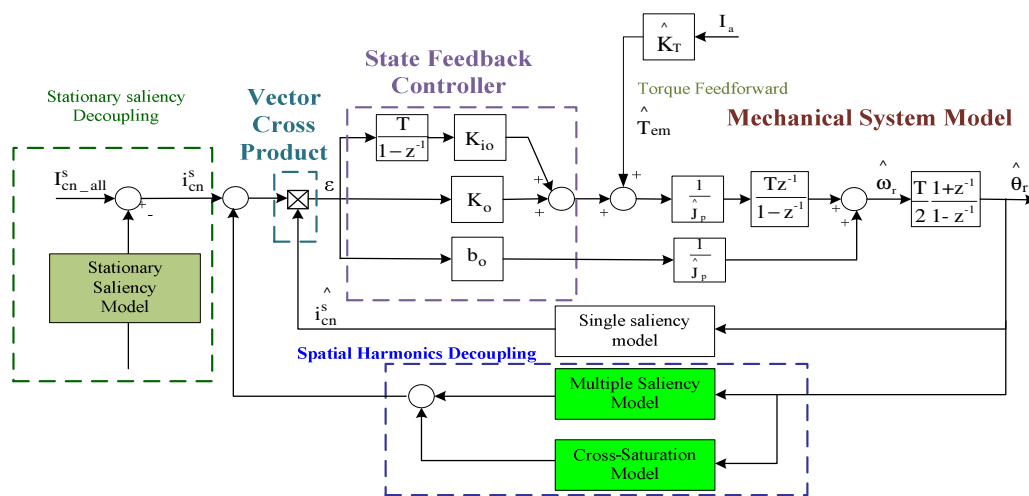 ^
K_T
I_a
State Feedback
Controller
Torque Feedforward
^
T_em
Mechanical System Model
Stationary saliency
Decoupling
Vector
Cross
Product
I^s_cn_all
-
i^s_cn
ε
T
1− z^-1
K_io
K_o
b_o
+
+
+
+
1
^
J_p
Tz^-1
1− z^-1
+
+
^
ω_r
T 1+z^-1
2 1- z^-1
^
θ_r
1
^
J_p
Stationary
Saliency
Model
^
i^s_cn
Single saliency
model
Spatial Harmonics Decoupling
Multiple Saliency
Model
Cross-Saturation
Model